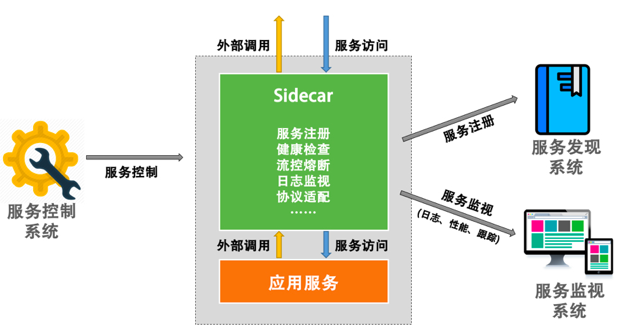 外部调用
服务访问
Sidecar
服务注册
健康检查
流控熔断
日志监视
协议适配
……
服务控制
服务控制
系统
服务注册
服务发现
系统
服务监视
(日志、性能、跟踪)
服务监视
系统
外部调用
服务访问
应用服务